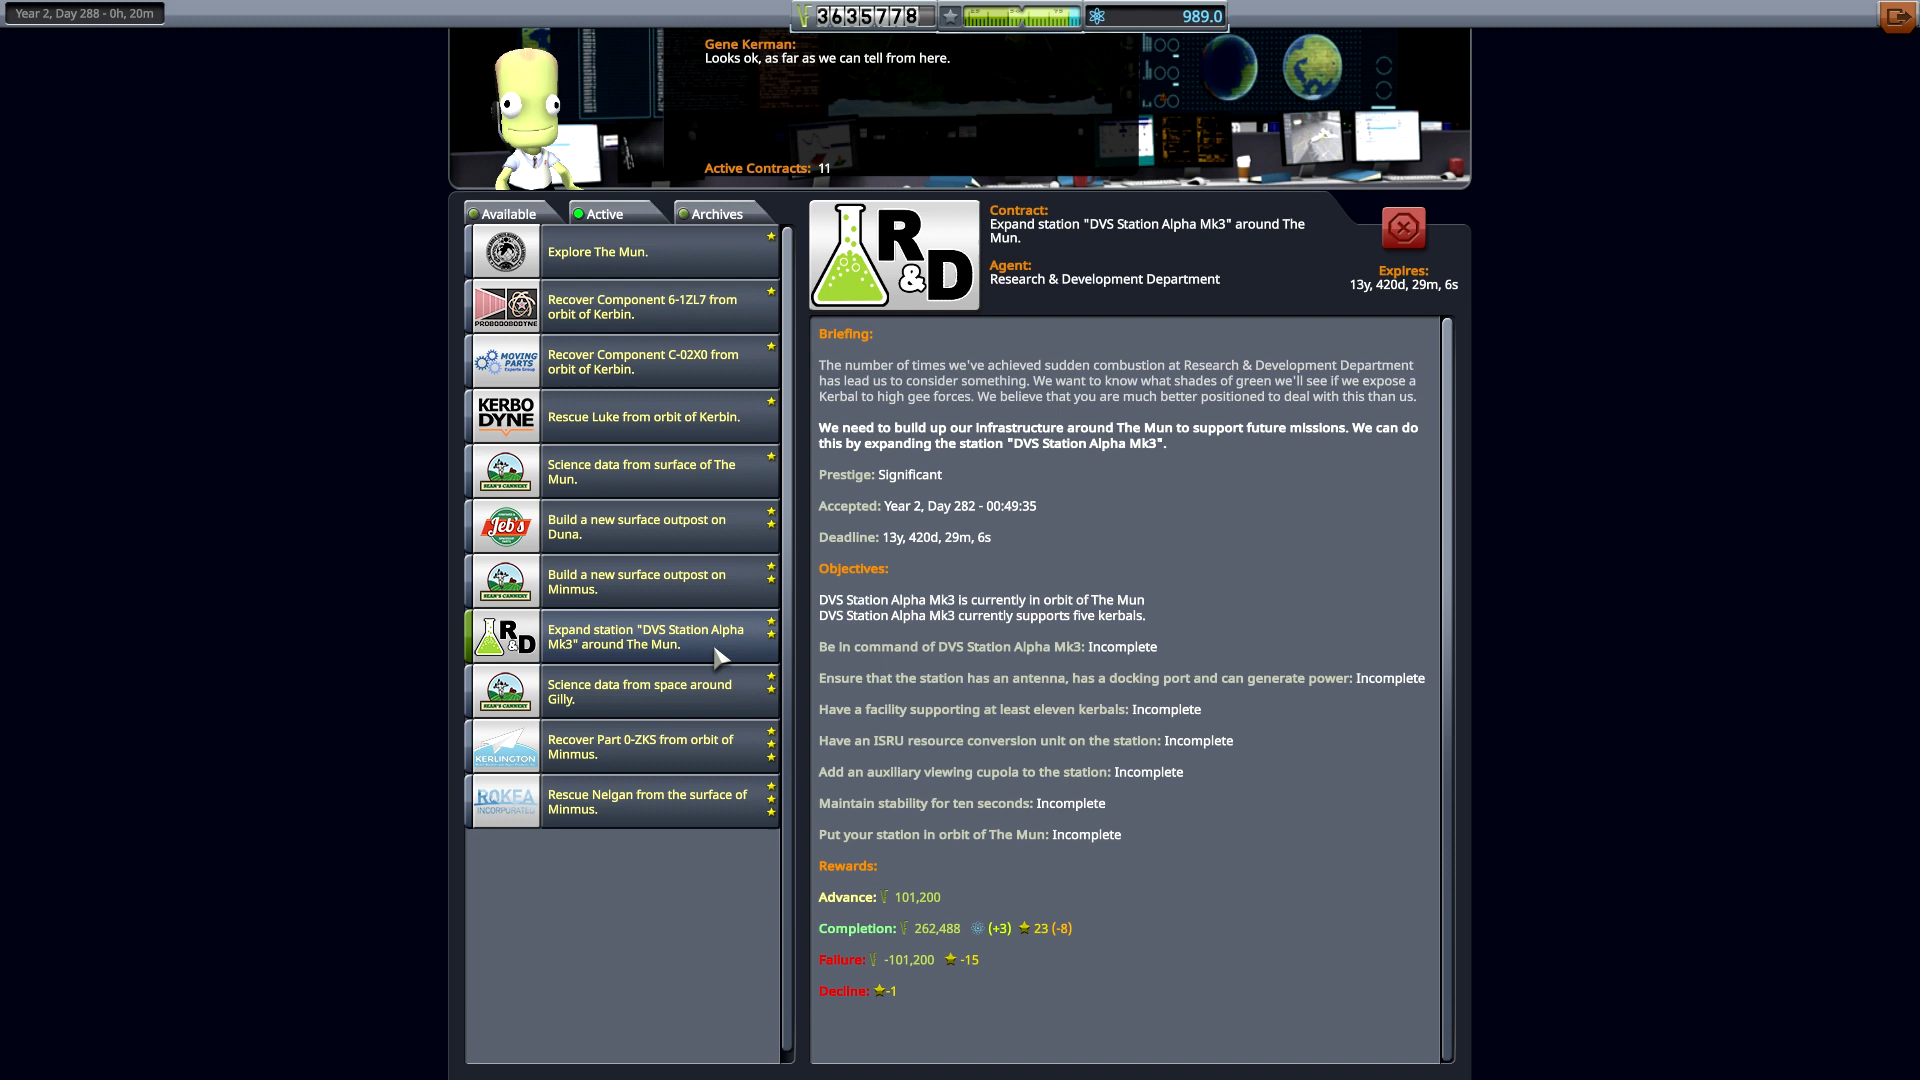 Year 2, Day 288 - 0h, 20m
3635778
989.0
Gene Kerman:
Looks ok, as far as we can tell from here.
Active Contracts: 11
Available
Active
Archives
Explore The Mun.
PROBODOBODYNE
Recover Component 6-1ZL7 from
orbit of Kerbin.
MOVING
PARTS
Experts Group
Recover Component C-02X0 from
orbit of Kerbin.
KERBO
DYNE
Rescue Luke from orbit of Kerbin.
SEAN'S CANNERY
Science data from surface of The
Mun.
Jeb's
Build a new surface outpost on
Duna.
SEAN'S CANNERY
Build a new surface outpost on
Minmus.
R&D
Expand station "DVS Station Alpha
Mk3" around The Mun.
SEAN'S CANNERY
Science data from space around
Gilly.
KERLINGTON
Recover Part 0-ZKS from orbit of
Minmus.
ROKEA
INCORPORATED
Rescue Nelgan from the surface of
Minmus.
R&D
Contract:
Expand station "DVS Station Alpha Mk3" around The
Mun.
Agent:
Research & Development Department
Expires:
13y, 420d, 29m, 6s
Briefing:
The number of times we've achieved sudden combustion at Research & Development Department
has lead us to consider something. We want to know what shades of green we'll see if we expose a
Kerbal to high gee forces. We believe that you are much better positioned to deal with this than us.
We need to build up our infrastructure around The Mun to support future missions. We can do
this by expanding the station "DVS Station Alpha Mk3".
Prestige: Significant
Accepted: Year 2, Day 282 - 00:49:35
Deadline: 13y, 420d, 29m, 6s
Objectives:
DVS Station Alpha Mk3 is currently in orbit of The Mun
DVS Station Alpha Mk3 currently supports five kerbals.
Be in command of DVS Station Alpha Mk3: Incomplete
Ensure that the station has an antenna, has a docking port and can generate power: Incomplete
Have a facility supporting at least eleven kerbals: Incomplete
Have an ISRU resource conversion unit on the station: Incomplete
Add an auxiliary viewing cupola to the station: Incomplete
Maintain stability for ten seconds: Incomplete
Put your station in orbit of The Mun: Incomplete
Rewards:
Advance: 101,200
Completion: 262,488 (+3) 23 (-8)
Failure: -101,200 -15
Decline: -1